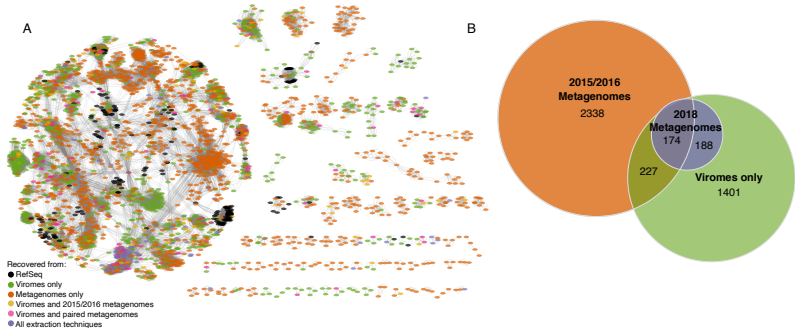 A
Recovered from:
RefSeq
Viromes only
Metagenomes only
Viromes and 2015/2016 metagenomes
Viromes and paired metagenomes
All extraction techniques
B
2015/2016
Metagenomes
2338
2018
Metagenomes
174
188
227
Viromes only
1401